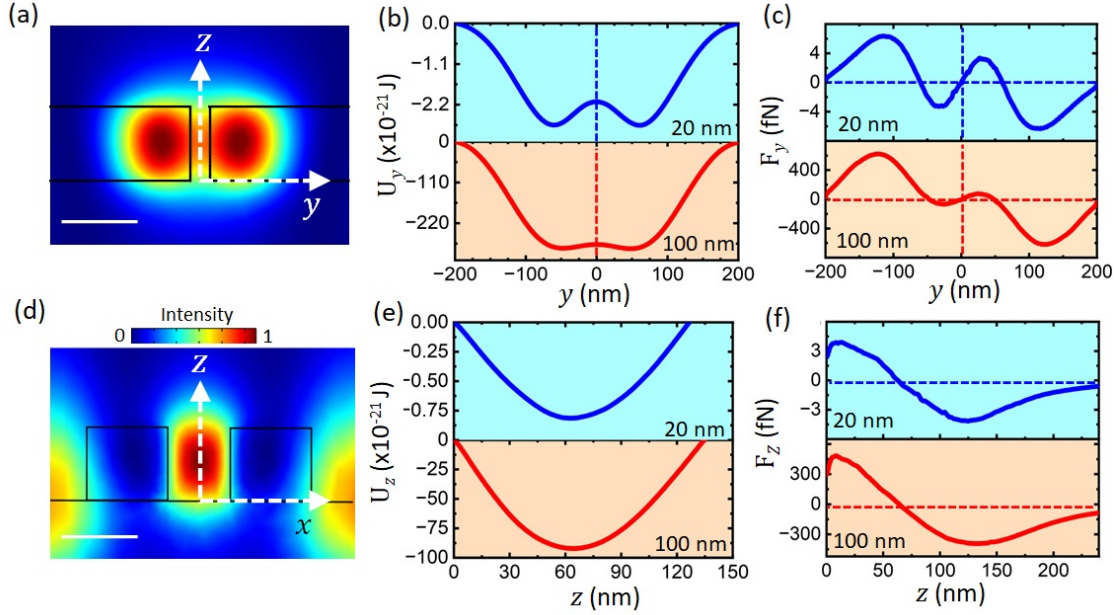 (a)
z
y
(b)
0.0
−1.1
−2.2
0
−110
−220
U_y (x10^-21 J)
20 nm
100 nm
−200 −100 0 100 200
y (nm)
(c)
4
0
−4
400
0
−400
F_y (fN)
20 nm
100 nm
−200 −100 0 100 200
y (nm)
(d)
Intensity
0 1
z
x
(e)
0.00
−0.25
−0.50
−0.75
0
−25
−50
−75
−100
U_z (x10^-21 J)
20 nm
100 nm
0 30 60 90 120 150
z (nm)
(f)
3
0
−3
300
0
−300
F_Z (fN)
20 nm
100 nm
0 50 100 150 200
z (nm)